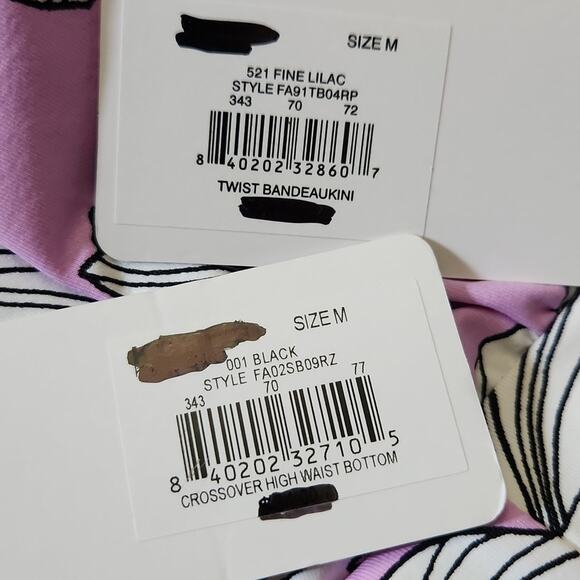 SIZE M
521 FINE LILAC
STYLE FA91TB04RP
343 70 72
8 40202 32860 7
TWIST BANDEAUKINI
SIZE M
001 BLACK
STYLE FA02SB09RZ
343 70 77
8 40202 32710 5
CROSSOVER HIGH WAIST BOTTOM